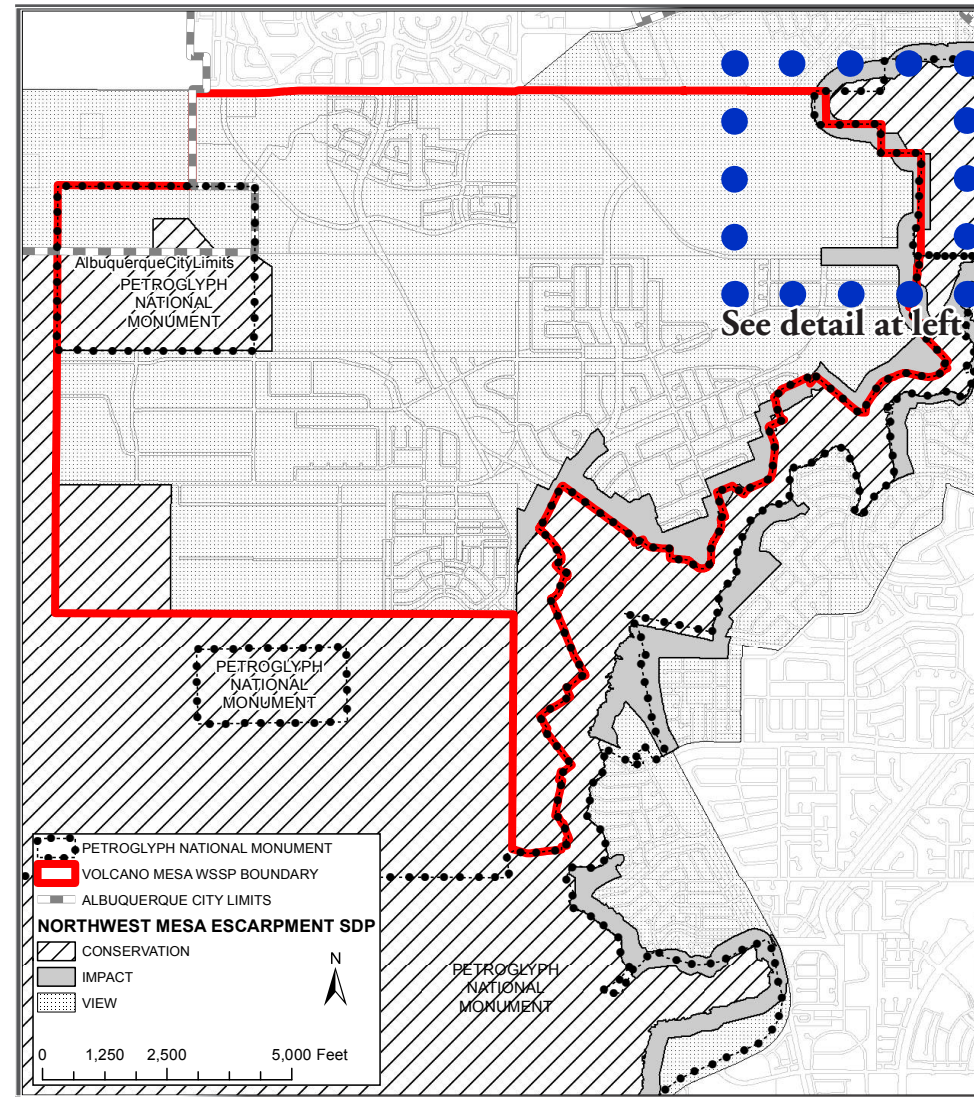 AlbuquerqueCityLimits
PETROGLYPH
NATIONAL
MONUMENT
See detail at left
PETROGLYPH
NATIONAL
MONUMENT
PETROGLYPH NATIONAL MONUMENT
VOLCANO MESA WSSP BOUNDARY
ALBUQUERQUE CITY LIMITS
NORTHWEST MESA ESCARPMENT SDP
CONSERVATION
IMPACT
VIEW
N
0 1,250 2,500 5,000 Feet
PETROGLYPH
NATIONAL
MONUMENT